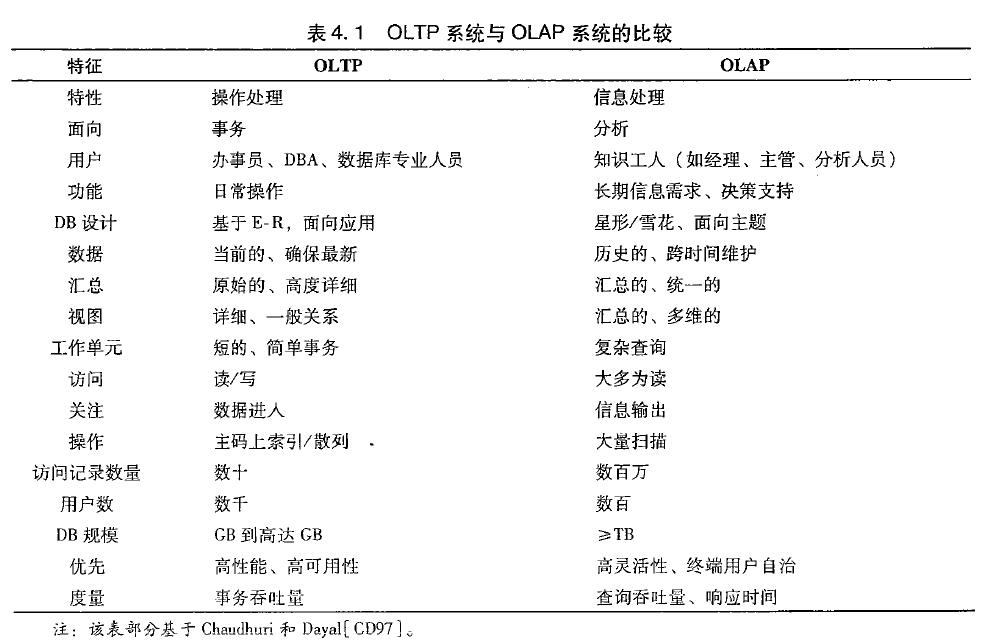 表4.1 OLTP 系统与 OLAP 系统的比较
特征 OLTP OLAP
特性 操作处理 信息处理
面向 事务 分析
用户 办事员、DBA、数据库专业人员 知识工人（如经理、主管、分析人员）
功能 日常操作 长期信息需求、决策支持
DB 设计 基于 E-R，面向应用 星形/雪花、面向主题
数据 当前的、确保最新 历史的、跨时间维护
汇总 原始的、高度详细 汇总的、统一的
视图 详细、一般关系 汇总的、多维的
工作单元 短的、简单事务 复杂查询
访问 读/写 大多为读
关注 数据进入 信息输出
操作 主码上索引/散列 大量扫描
访问记录数量 数十 数百万
用户数 数千 数百
DB 规模 GB 到高达 GB ≥TB
优先 高性能、高可用性 高灵活性、终端用户自治
度量 事务吞吐量 查询吞吐量、响应时间
注：该表部分基于 Chaudhuri 和 Dayal[CD97]。